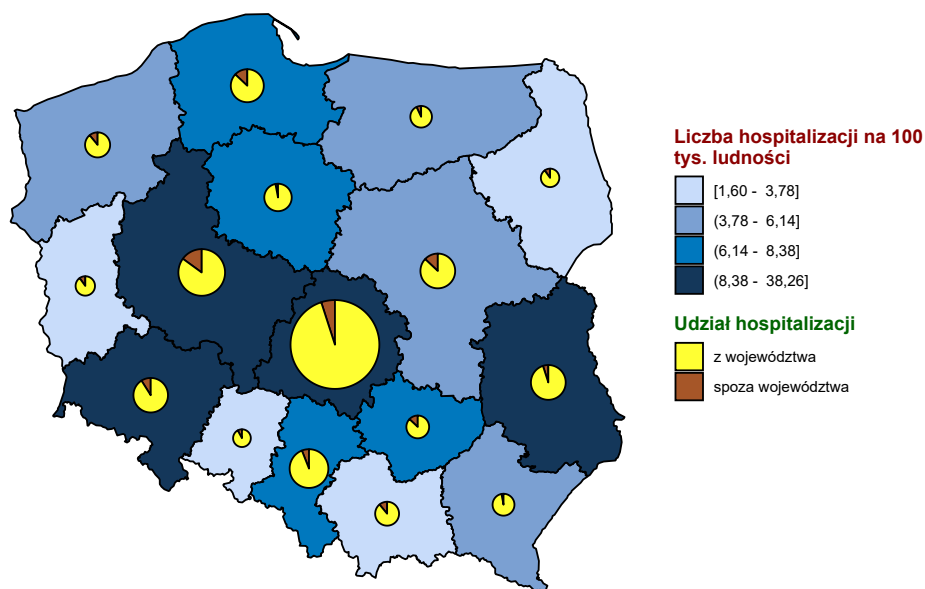 Liczba hospitalizacji na 100
tys. ludności
[1,60 - 3,78]
(3,78 - 6,14]
(6,14 - 8,38]
(8,38 - 38,26]
Udział hospitalizacji
z województwa
spoza województwa